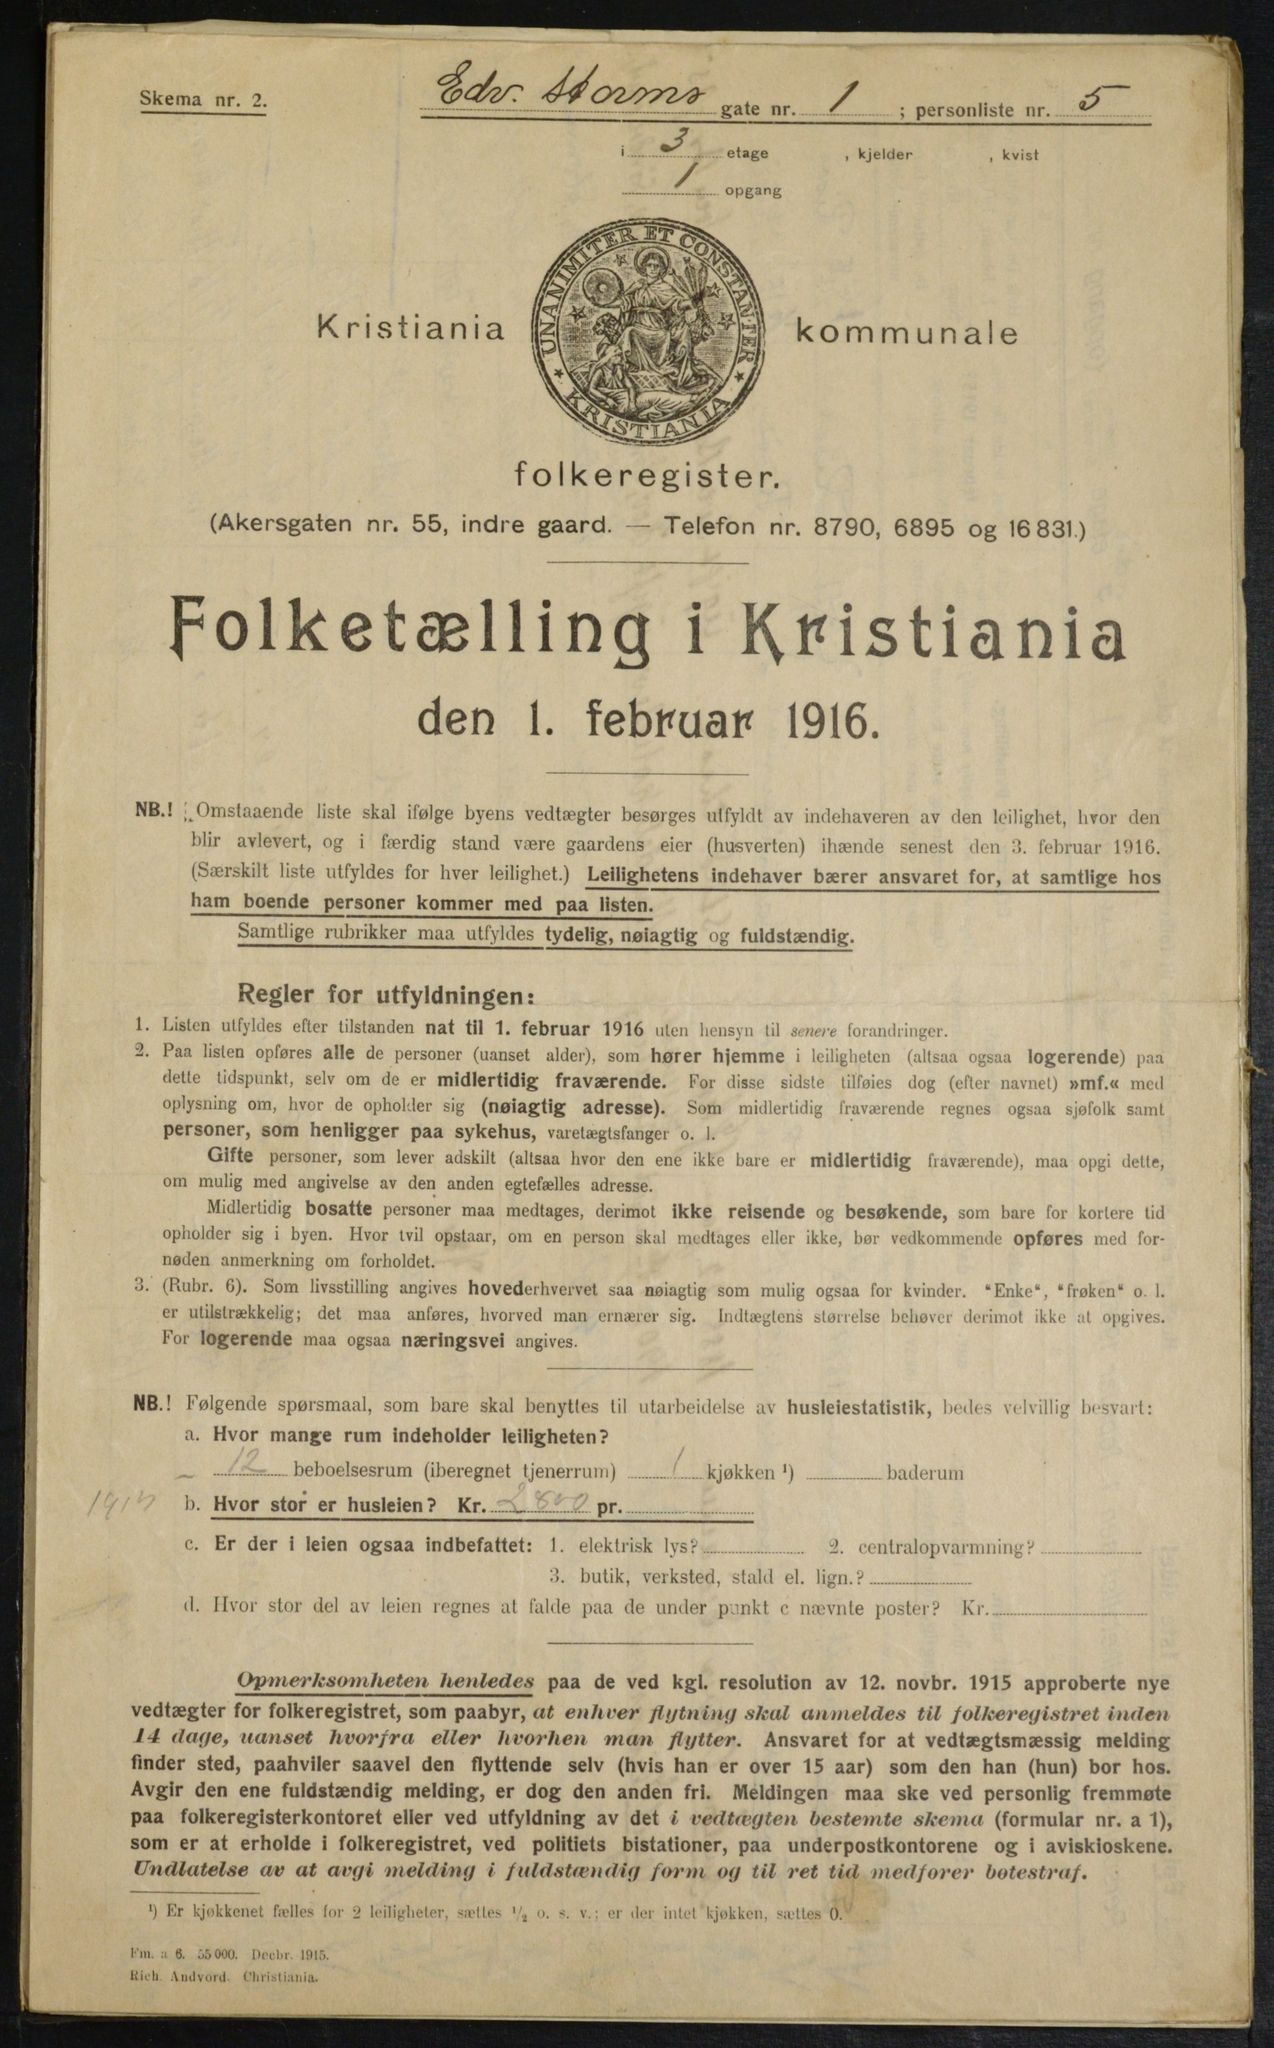 Skema nr. 2.
Edv. Storms gate nr. 1 ; personliste nr. 5
i 3 etage , kjelder , kvist
1 opgang
UNANIMITER ET CONSTANTER
KRISTIANIA
Kristiania kommunale
folkeregister.
(Akersgaten nr. 55, indre gaard. — Telefon nr. 8790, 6895 og 16831.)
Folketælling i Kristiania
den 1. februar 1916.
NB.! Omstaaende liste skal ifølge byens vedtægter besørges utfyldt av indehaveren av den leilighet, hvor den
blir avlevert, og i færdig stand være gaardens eier (husverten) ihænde senest den 3. februar 1916.
(Særskilt liste utfyldes for hver leilighet.) Leilighetens indehaver bærer ansvaret for, at samtlige hos
ham boende personer kommer med paa listen.
Samtlige rubrikker maa utfyldes tydelig, nøiagtig og fuldstændig.
Regler for utfyldningen:
1. Listen utfyldes efter tilstanden nat til 1. februar 1916 uten hensyn til senere forandringer.
2. Paa listen opføres alle de personer (uanset alder), som hører hjemme i leiligheten (altsaa ogsaa logerende) paa
dette tidspunkt, selv om de er midlertidig fraværende. For disse sidste tilføies dog (efter navnet) »mf.« med
oplysning om, hvor de opholder sig (nøiagtig adresse). Som midlertidig fraværende regnes ogsaa sjøfolk samt
personer, som henligger paa sykehus, varetægtsfanger o. l.
Gifte personer, som lever adskilt (altsaa hvor den ene ikke bare er midlertidig fraværende), maa opgi dette,
om mulig med angivelse av den anden egtefælles adresse.
Midlertidig bosatte personer maa medtages, derimot ikke reisende og besøkende, som bare for kortere tid
opholder sig i byen. Hvor tvil opstaar, om en person skal medtages eller ikke, bør vedkommende opføres med for-
nøden anmerkning om forholdet.
3. (Rubr. 6). Som livsstilling angives hovederhvervet saa nøiagtig som mulig ogsaa for kvinder. "Enke", "frøken" o. l.
er utilstrækkelig; det maa anføres, hvorved man ernærer sig. Indtægtens størrelse behøver derimot ikke at opgives.
For logerende maa ogsaa næringsvei angives.
NB.! Følgende spørsmaal, som bare skal benyttes til utarbeidelse av husleiestatistik, bedes velvillig besvart:
a. Hvor mange rum indeholder leiligheten?
12 beboelsesrum (iberegnet tjenerrum) 1 kjøkken ¹) baderum
b. Hvor stor er husleien? Kr. 2800 pr.
c. Er der i leien ogsaa indbefattet: 1. elektrisk lys? 2. centralopvarmning?
3. butik, verksted, stald el. lign.?
d. Hvor stor del av leien regnes at falde paa de under punkt c nævnte poster? Kr.
Opmerksomheten henledes paa de ved kgl. resolution av 12. novbr. 1915 approberte nye
vedtægter for folkeregistret, som paabyr, at enhver flytning skal anmeldes til folkeregistret inden
14 dage, uanset hvorfra eller hvorhen man flytter. Ansvaret for at vedtægtsmæssig melding
finder sted, paahviler saavel den flyttende selv (hvis han er over 15 aar) som den han (hun) bor hos.
Avgir den ene fuldstændig melding, er dog den anden fri. Meldingen maa ske ved personlig fremmøte
paa folkeregisterkontoret eller ved utfyldning av det i vedtægten bestemte skema (formular nr. a 1),
som er at erholde i folkeregistret, ved politiets bistationer, paa underpostkontorene og i aviskioskene.
Undlatelse av at avgi melding i fuldstændig form og til ret tid medfører bøtestraf.
¹) Er kjøkkenet fælles for 2 leiligheter, sættes ½ o. s. v.; er der intet kjøkken, sættes 0.
Fm. a 6. 55000. Decbr. 1915.
Rich. Andvord. Christiania.